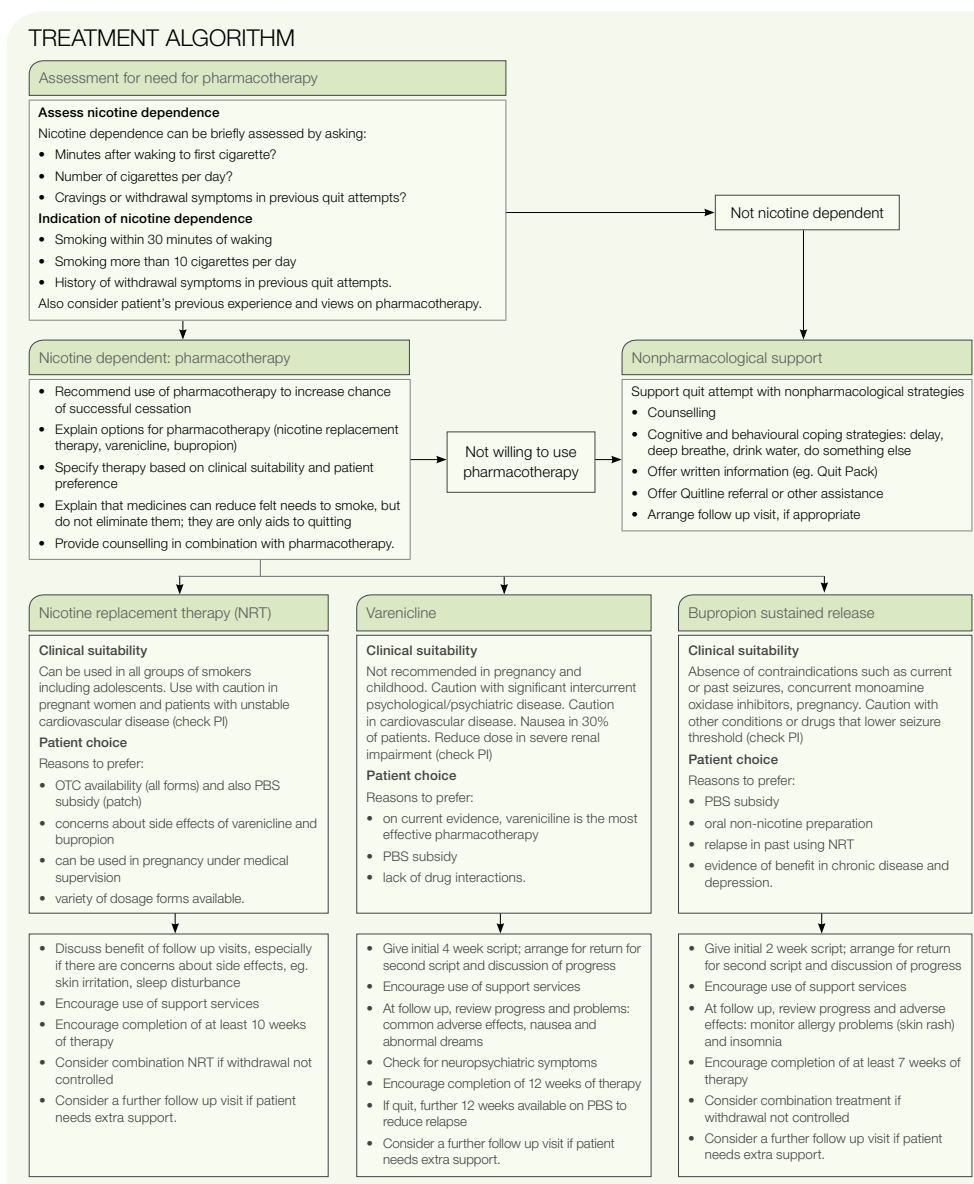 TREATMENT ALGORITHM
Assessment for need for pharmacotherapy
Assess nicotine dependence
Nicotine dependence can be briefly assessed by asking:
• Minutes after waking to first cigarette?
• Number of cigarettes per day?
• Cravings or withdrawal symptoms in previous quit attempts?
Indication of nicotine dependence
• Smoking within 30 minutes of waking
• Smoking more than 10 cigarettes per day
• History of withdrawal symptoms in previous quit attempts.
Also consider patient's previous experience and views on pharmacotherapy.
Not nicotine dependent
Nicotine dependent: pharmacotherapy
• Recommend use of pharmacotherapy to increase chance
of successful cessation
• Explain options for pharmacotherapy (nicotine replacement
therapy, varenicline, bupropion)
• Specify therapy based on clinical suitability and patient
preference
• Explain that medicines can reduce felt needs to smoke, but
do not eliminate them; they are only aids to quitting
• Provide counselling in combination with pharmacotherapy.
Not willing to use
pharmacotherapy
Nonpharmacological support
Support quit attempt with nonpharmacological strategies
• Counselling
• Cognitive and behavioural coping strategies: delay,
deep breathe, drink water, do something else
• Offer written information (eg. Quit Pack)
• Offer Quitline referral or other assistance
• Arrange follow up visit, if appropriate
Nicotine replacement therapy (NRT)
Clinical suitability
Can be used in all groups of smokers
including adolescents. Use with caution in
pregnant women and patients with unstable
cardiovascular disease (check PI)
Patient choice
Reasons to prefer:
• OTC availability (all forms) and also PBS
subsidy (patch)
• concerns about side effects of varenicline and
bupropion
• can be used in pregnancy under medical
supervision
• variety of dosage forms available.
• Discuss benefit of follow up visits, especially
if there are concerns about side effects, eg.
skin irritation, sleep disturbance
• Encourage use of support services
• Encourage completion of at least 10 weeks
of therapy
• Consider combination NRT if withdrawal not
controlled
• Consider a further follow up visit if patient
needs extra support.
Varenicline
Clinical suitability
Not recommended in pregnancy and
childhood. Caution with significant intercurrent
psychological/psychiatric disease. Caution
in cardiovascular disease. Nausea in 30%
of patients. Reduce dose in severe renal
impairment (check PI)
Patient choice
Reasons to prefer:
• on current evidence, vareniciline is the most
effective pharmacotherapy
• PBS subsidy
• lack of drug interactions.
• Give initial 4 week script; arrange for return for
second script and discussion of progress
• Encourage use of support services
• At follow up, review progress and problems:
common adverse effects, nausea and
abnormal dreams
• Check for neuropsychiatric symptoms
• Encourage completion of 12 weeks of therapy
• If quit, further 12 weeks available on PBS to
reduce relapse
• Consider a further follow up visit if patient
needs extra support.
Bupropion sustained release
Clinical suitability
Absence of contraindications such as current
or past seizures, concurrent monoamine
oxidase inhibitors, pregnancy. Caution with
other conditions or drugs that lower seizure
threshold (check PI)
Patient choice
Reasons to prefer:
• PBS subsidy
• oral non-nicotine preparation
• relapse in past using NRT
• evidence of benefit in chronic disease and
depression.
• Give initial 2 week script; arrange for return
for second script and discussion of progress
• Encourage use of support services
• At follow up, review progress and adverse
effects: monitor allergy problems (skin rash)
and insomnia
• Encourage completion of at least 7 weeks of
therapy
• Consider combination treatment if
withdrawal not controlled
• Consider a further follow up visit if patient
needs extra support.